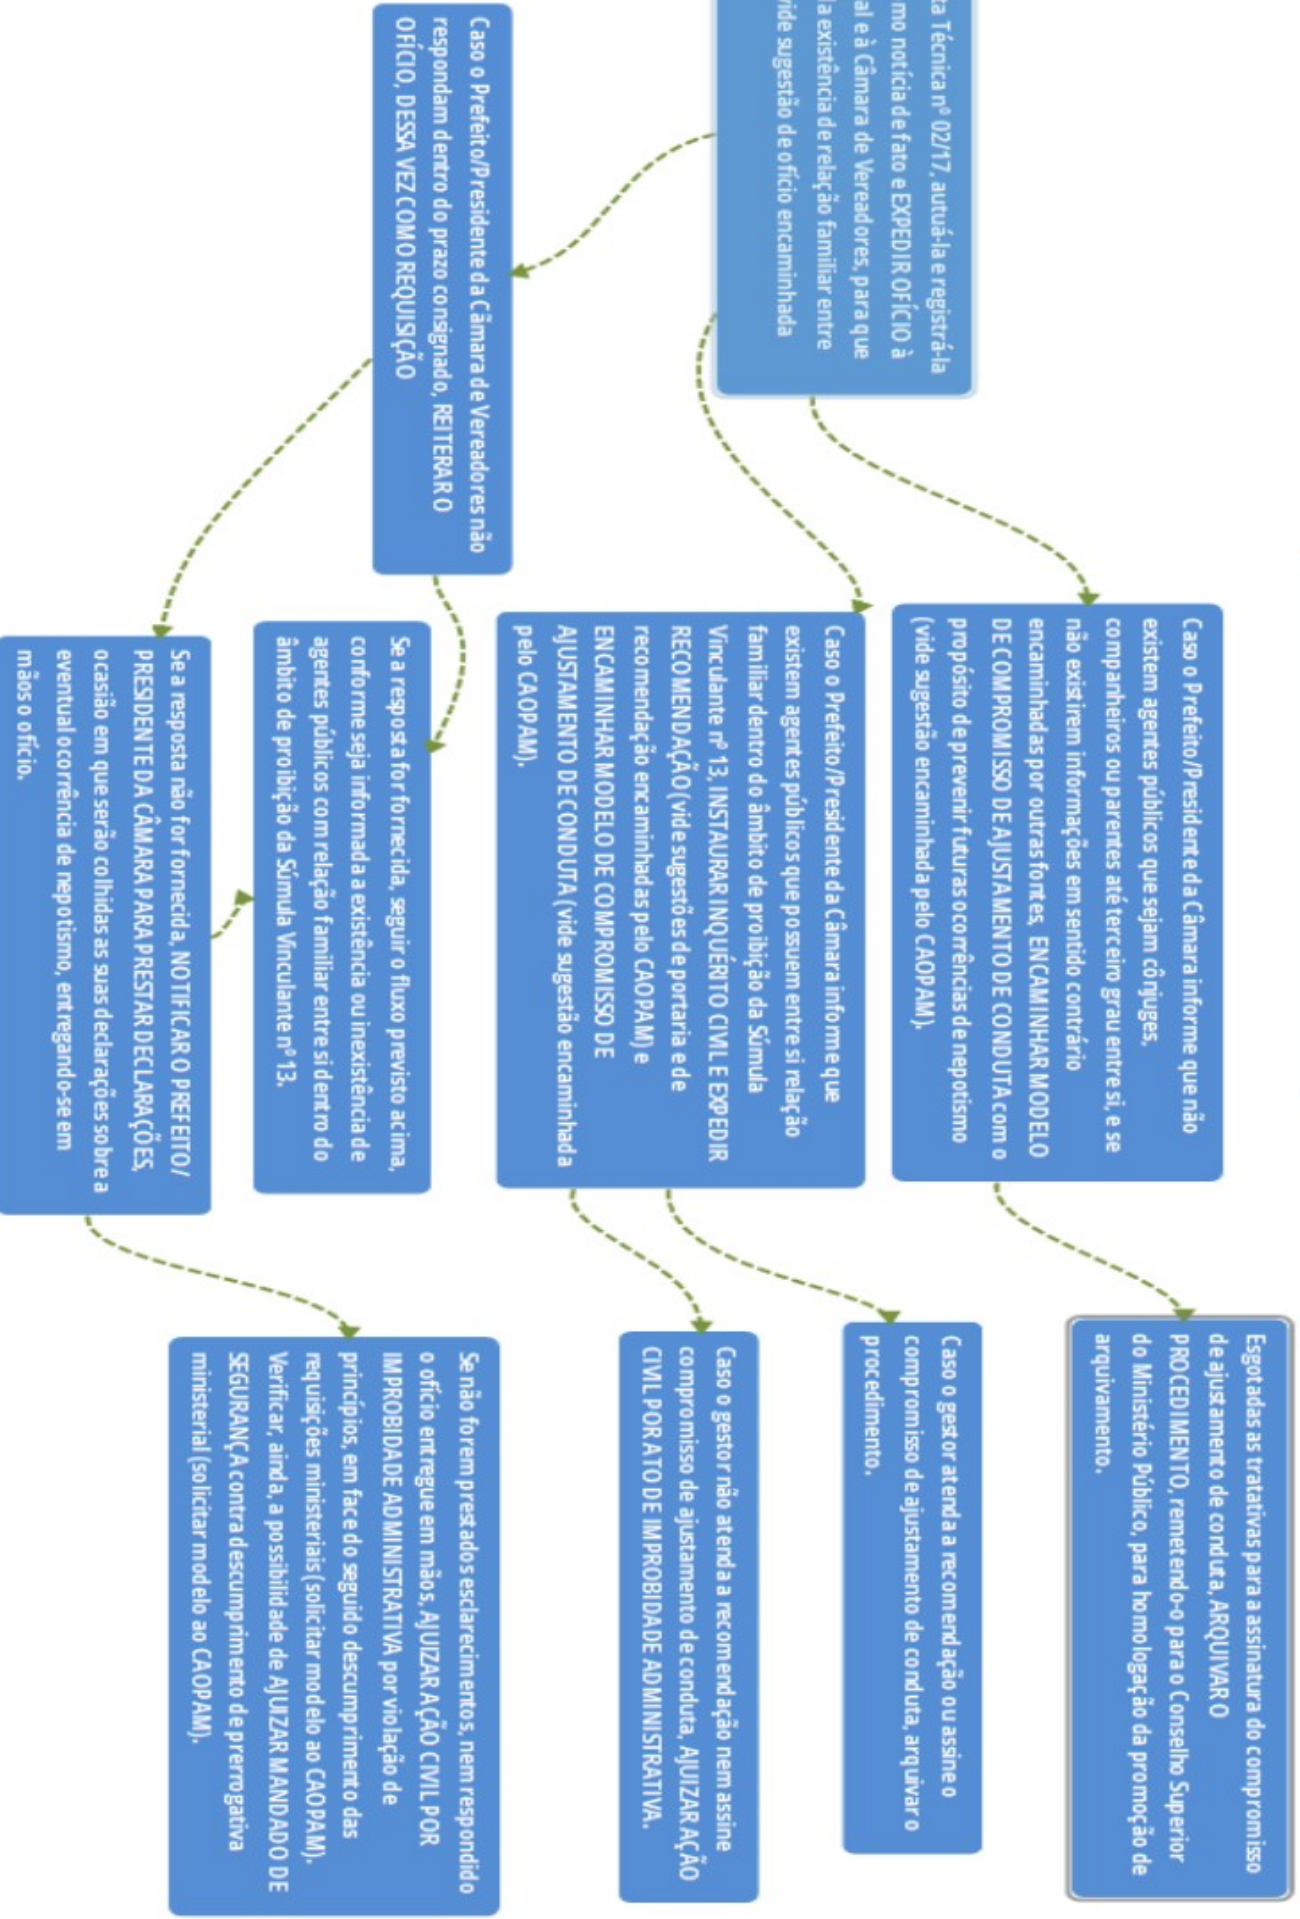 ta Técnica nº 02/17, autuá-la e registrá-la
mo notícia de fato e EXPEDIR OFÍCIO à
al e à Câmara de Vereadores, para que
la existência de relação familiar entre
ide sugestão de ofício encaminhada
Caso o Prefeito/Presidente da Câmara de Vereadores não
respondam dentro do prazo consignado, REITERAR O
OFÍCIO, DESSA VEZ COMO REQUISIÇÃO
Caso o Prefeito/Presidente da Câmara informe que não
existem agentes públicos que sejam cônjuges,
companheiros ou parentes até terceiro grau entre si, e se
não existirem informações em sentido contrário
encaminhadas por outras fontes, ENCAMINHAR MODELO
DE COMPROMISSO DE AJUSTAMENTO DE CONDUTA com o
propósito de prevenir futuras ocorrências de nepotismo
(vide sugestão encaminhada pelo CAOPAM).
Caso o Prefeito/Presidente da Câmara informe que
existem agentes públicos que possuem entre si relação
familiar dentro do âmbito de proibição da Súmula
Vinculante nº 13, INSTAURAR INQUÉRITO CIVIL E EXPEDIR
RECOMENDAÇÃO (vide sugestões de portaria e de
recomendação encaminhadas pelo CAOPAM) e
ENCAMINHAR MODELO DE COMPROMISSO DE
AJUSTAMENTO DE CONDUTA (vide sugestão encaminhada
pelo CAOPAM).
Se a resposta for fornecida, seguir o fluxo previsto acima,
conforme seja informada a existência ou inexistência de
agentes públicos com relação familiar entre si dentro do
âmbito de proibição da Súmula Vinculante nº 13.
Se a resposta não for fornecida, NOTIFICAR O PREFEITO/
PRESIDENTE DA CÂMARA PARA PRESTAR DECLARAÇÕES,
ocasião em que serão colhidas as suas declarações sobre a
eventual ocorrência de nepotismo, entregando-se em
mãos o ofício.
Esgotadas as tratativas para a assinatura do compromisso
de ajustamento de conduta, ARQUIVAR O
PROCEDIMENTO, remetendo-o para o Conselho Superior
do Ministério Público, para homologação da promoção de
arquivamento.
Caso o gestor atenda a recomendação ou assine o
compromisso de ajustamento de conduta, arquivar o
procedimento.
Caso o gestor não atenda a recomendação nem assine
compromisso de ajustamento de conduta, AJUIZAR AÇÃO
CIVIL POR ATO DE IMPROBIDADE ADMINISTRATIVA.
Se não forem prestados esclarecimentos, nem respondido
o ofício entregue em mãos, AJUIZAR AÇÃO CIVIL POR
IMPROBIDADE ADMINISTRATIVA por violação de
princípios, em face do seguido descumprimento das
requisições ministeriais (solicitar modelo ao CAOPAM).
Verificar, ainda, a possibilidade de AJUIZAR MANDADO DE
SEGURANÇA contra descumprimento de prerrogativa
ministerial (solicitar modelo ao CAOPAM).